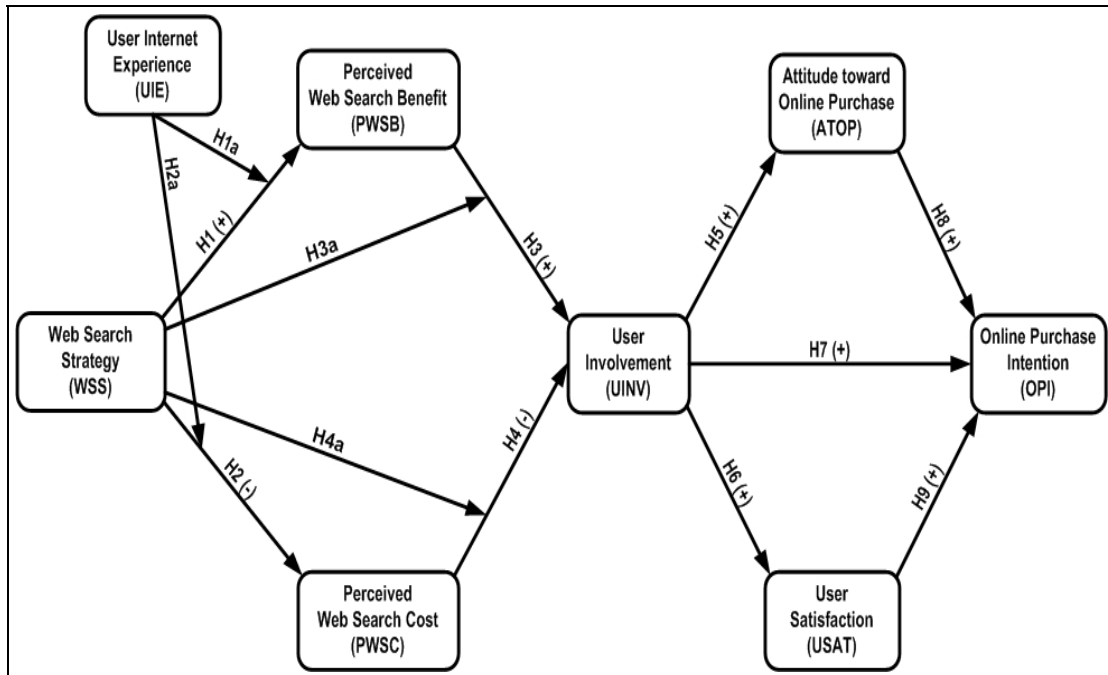 User Internet
Experience
(UIE)
Perceived
Web Search Benefit
(PWSB)
Attitude toward
Online Purchase
(ATOP)
H1a
H2a
H1 (+)
H3a
H3 (+)
H5 (+)
H8 (+)
Web Search
Strategy
(WSS)
User
Involvement
(UINV)
H7 (+)
Online Purchase
Intention
(OPI)
H4a
H2 (-)
H4 (-)
H6 (+)
H9 (+)
Perceived
Web Search Cost
(PWSC)
User
Satisfaction
(USAT)